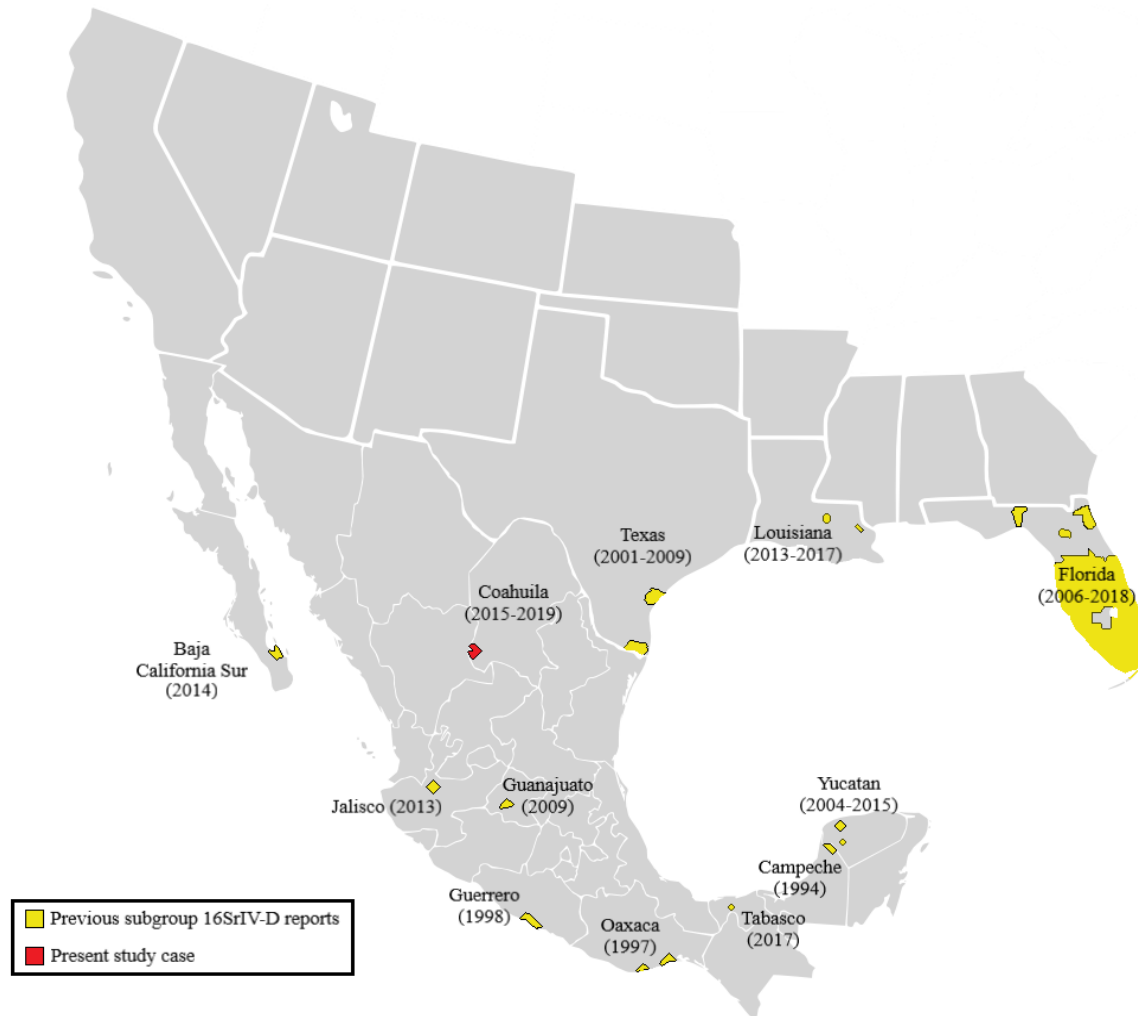 Texas
(2001-2009)
Louisiana
(2013-2017)
Florida
(2006-2018)
Coahuila
(2015-2019)
Baja
California Sur
(2014)
Jalisco (2013)
Guanajuato
(2009)
Yucatan
(2004-2015)
Campeche
(1994)
Guerrero
(1998)
Oaxaca
(1997)
Tabasco
(2017)
Previous subgroup 16SrIV-D reports
Present study case